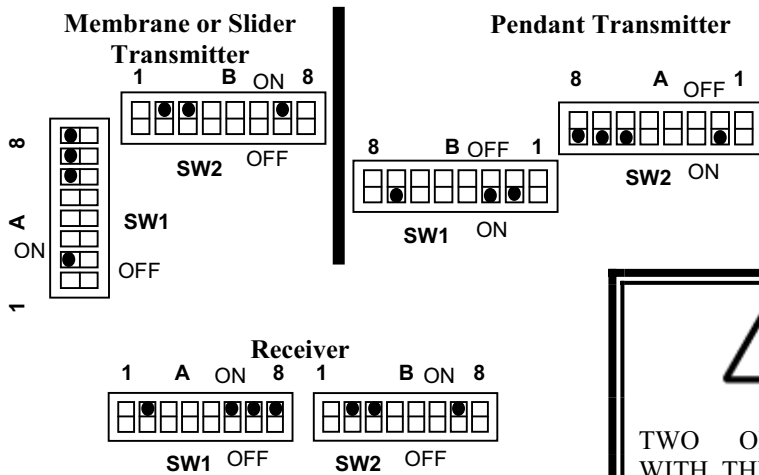 Membrane or Slider
Transmitter
1 B ON 8
SW2 OFF
8
A
ON
1
SW1
OFF
Pendant Transmitter
8 A OFF 1
SW2 ON
8 B OFF 1
SW1 ON
Receiver
1 A ON 8
SW1 OFF
1 B ON 8
SW2 OFF
TWO O
WITH TH